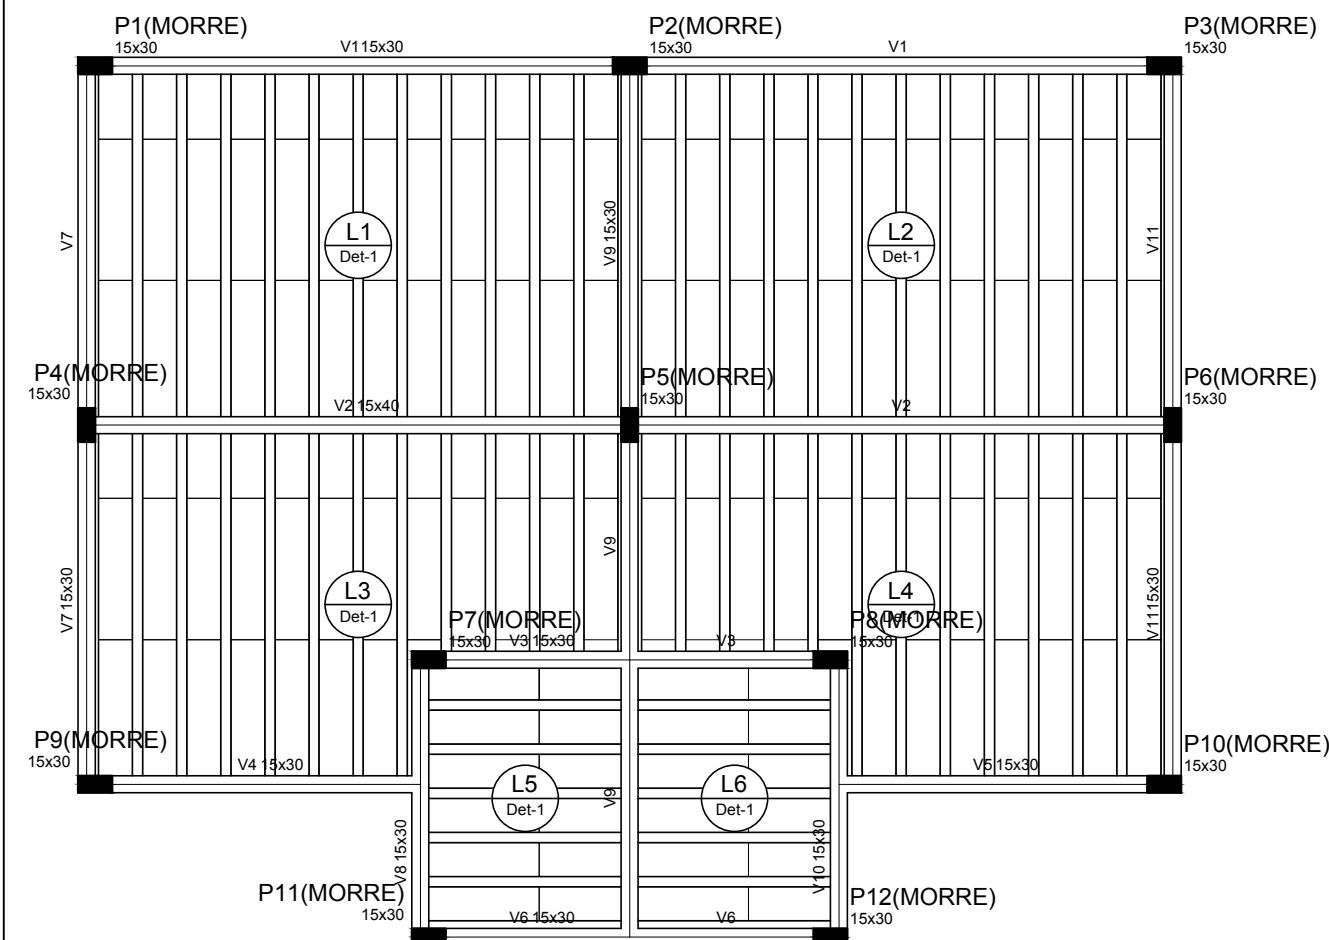 P1(MORRE)
15x30
V1 15x30
P2(MORRE)
15x30
V1
P3(MORRE)
15x30
V7
L1
Det-1
V9 15x30
L2
Det-1
V11
P4(MORRE)
15x30
V2 15x40
P5(MORRE)
15x30
V2
P6(MORRE)
15x30
V7 15x30
L3
Det-1
V9
L4
Det-1
V11 15x30
P7(MORRE)
15x30
V3 15x30
V3
P8(MORRE)
15x30
P9(MORRE)
15x30
V4 15x30
L5
Det-1
V9
L6
Det-1
V5 15x30
P10(MORRE)
15x30
V8 15x30
V10 15x30
P11(MORRE)
15x30
V6 15x30
V6
P12(MORRE)
15x30